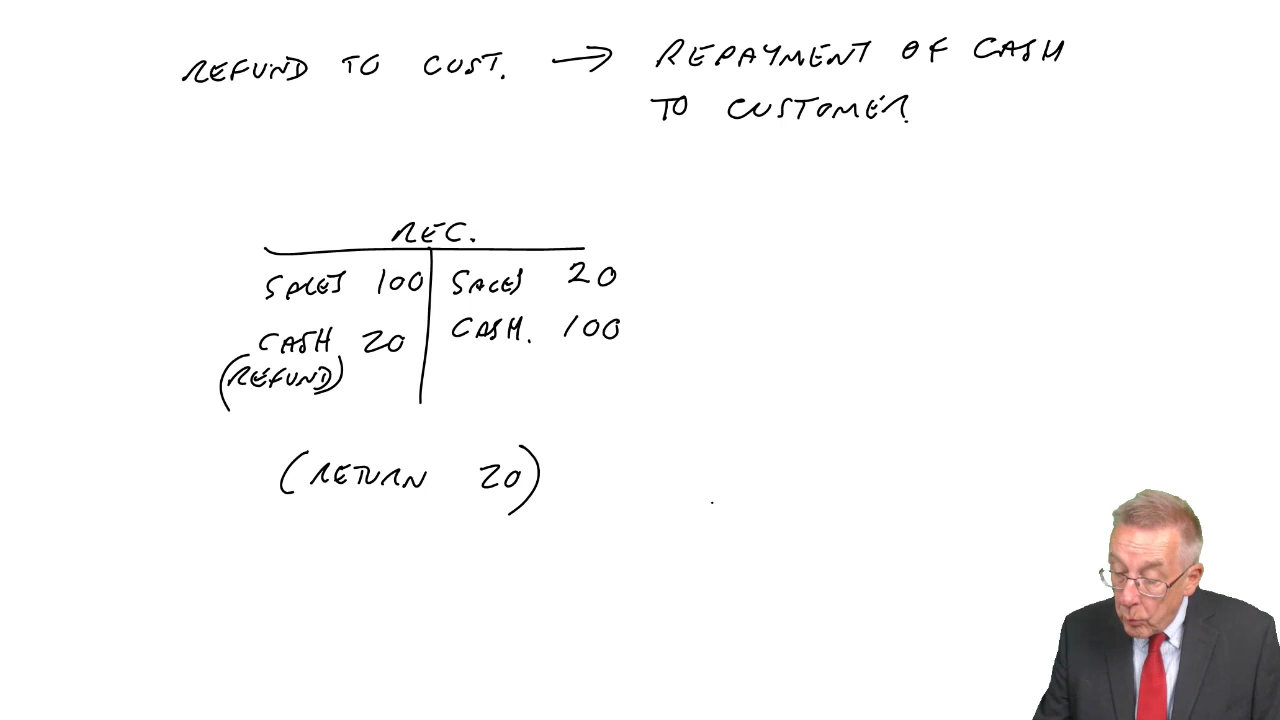 REFUND TO CUST. → REPAYMENT OF CASH
TO CUSTOMER.
REC.
SALES 100 SALES 20
CASH 20 CASH. 100
(REFUND)
(RETURN 20)